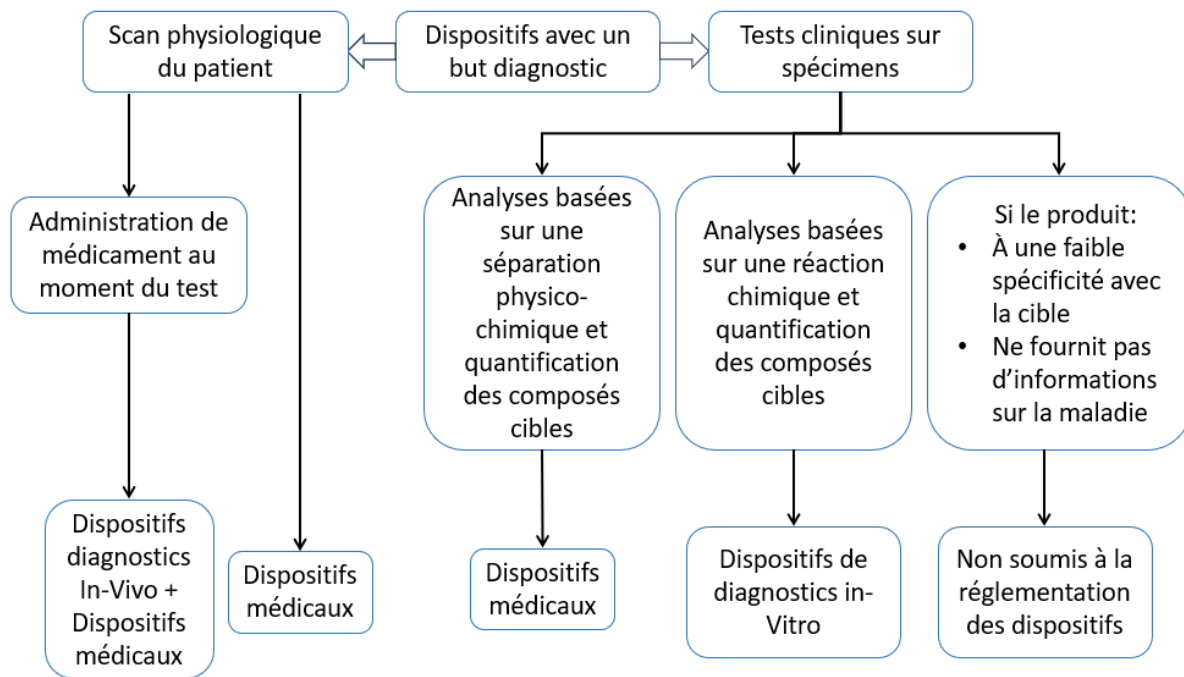 Scan physiologique
du patient
Dispositifs avec un
but diagnostic
Tests cliniques sur
spécimens
Administration de
médicament au
moment du test
Analyses basées
sur une
séparation
physico-
chimique et
quantification
des composés
cibles
Analyses basées
sur une réaction
chimique et
quantification
des composés
cibles
Si le produit:
• À une faible
spécificité avec
la cible
• Ne fournit pas
d’informations
sur la maladie
Dispositifs
diagnostics
In-Vivo +
Dispositifs
médicaux
Dispositifs
médicaux
Dispositifs
médicaux
Dispositifs de
diagnostics in-
Vitro
Non soumis à la
réglementation
des dispositifs